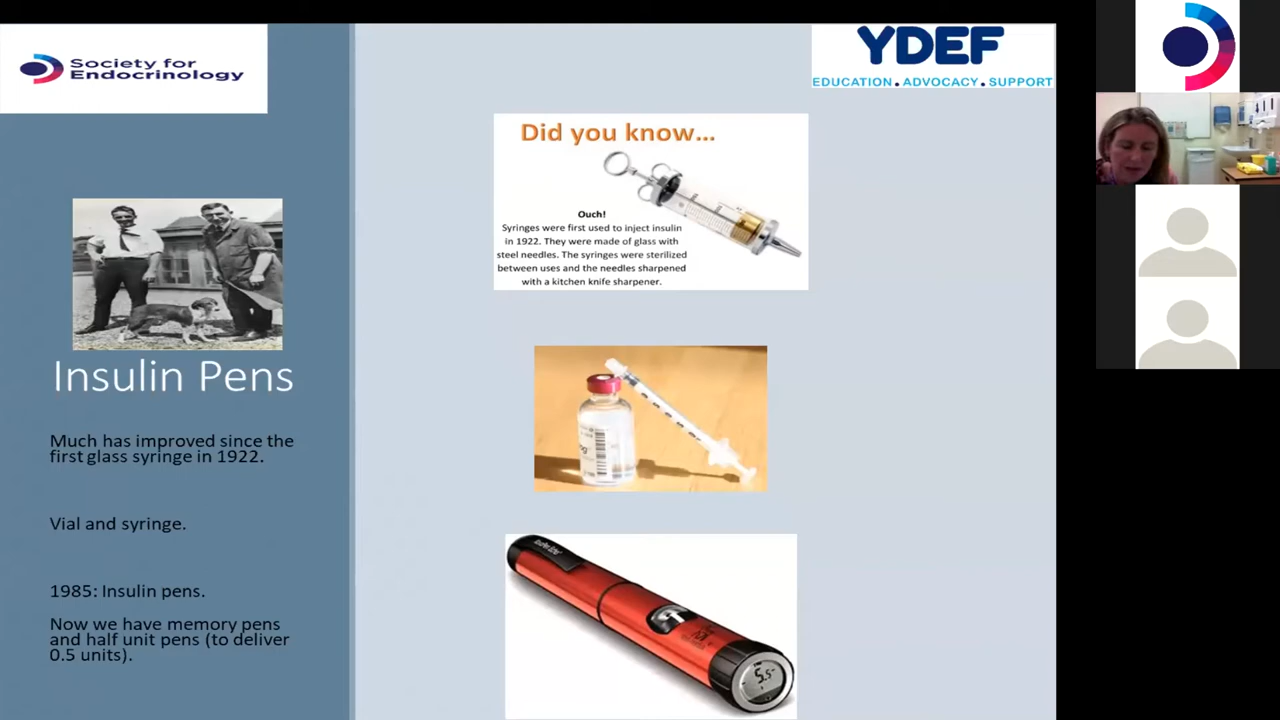 Society for
Endocrinology
YDEF
EDUCATION.ADVOCACY.SUPPORT
Did you know...
Ouch!
Syringes were first used to inject insulin
in 1922. They were made of glass with
steel needles. The syringes were sterilized
between uses and the needles sharpened
with a kitchen knife sharpener.
Insulin Pens
Much has improved since the
first glass syringe in 1922.
Vial and syringe.
1985: Insulin pens.
Now we have memory pens
and half unit pens (to deliver
0.5 units).
5.5